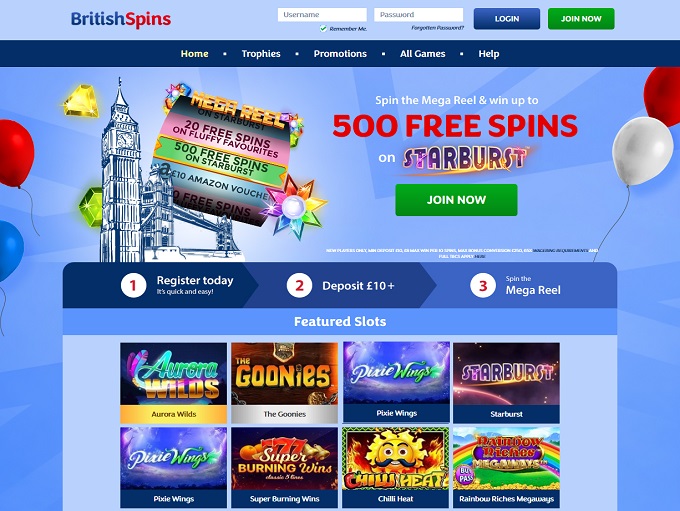 BritishSpins
Username
Password
LOGIN
JOIN NOW
Remember Me.
Forgotten Password?
Home
Trophies
Promotions
All Games
Help
MEGA REEL
ON STARBURST
20 FREE SPINS
ON FLUFFY FAVOURITES
500 FREE SPINS
ON STARBURST
£10 AMAZON VOUCHE
FREE SPINS
Spin the Mega Reel & win up to
500 FREE SPINS
on STARBURST
JOIN NOW
NEW PLAYERS ONLY, MIN DEPOSIT £10, £8 MAX WIN PER 10 SPINS, MAX BONUS CONVERSION £250, 65X WAGERING REQUIREMENTS AND
FULL T&CS APPLY HERE
1 Register today
It's quick and easy!
2 Deposit £10+
3 Spin the
Mega Reel
Featured Slots
Aurora
WILDS
Aurora Wilds
THE
GOONIES
The Goonies
Pixie Wings
Pixie Wings
STARBURST
Starburst
Pixie Wings
Pixie Wings
777
Super
BURNING WINS
classic 5 lines
Super Burning Wins
CHILLI HEAT
Chilli Heat
Rainbow
Riches
MEGAWAYS
BUY
PASS
Rainbow Riches Megaways